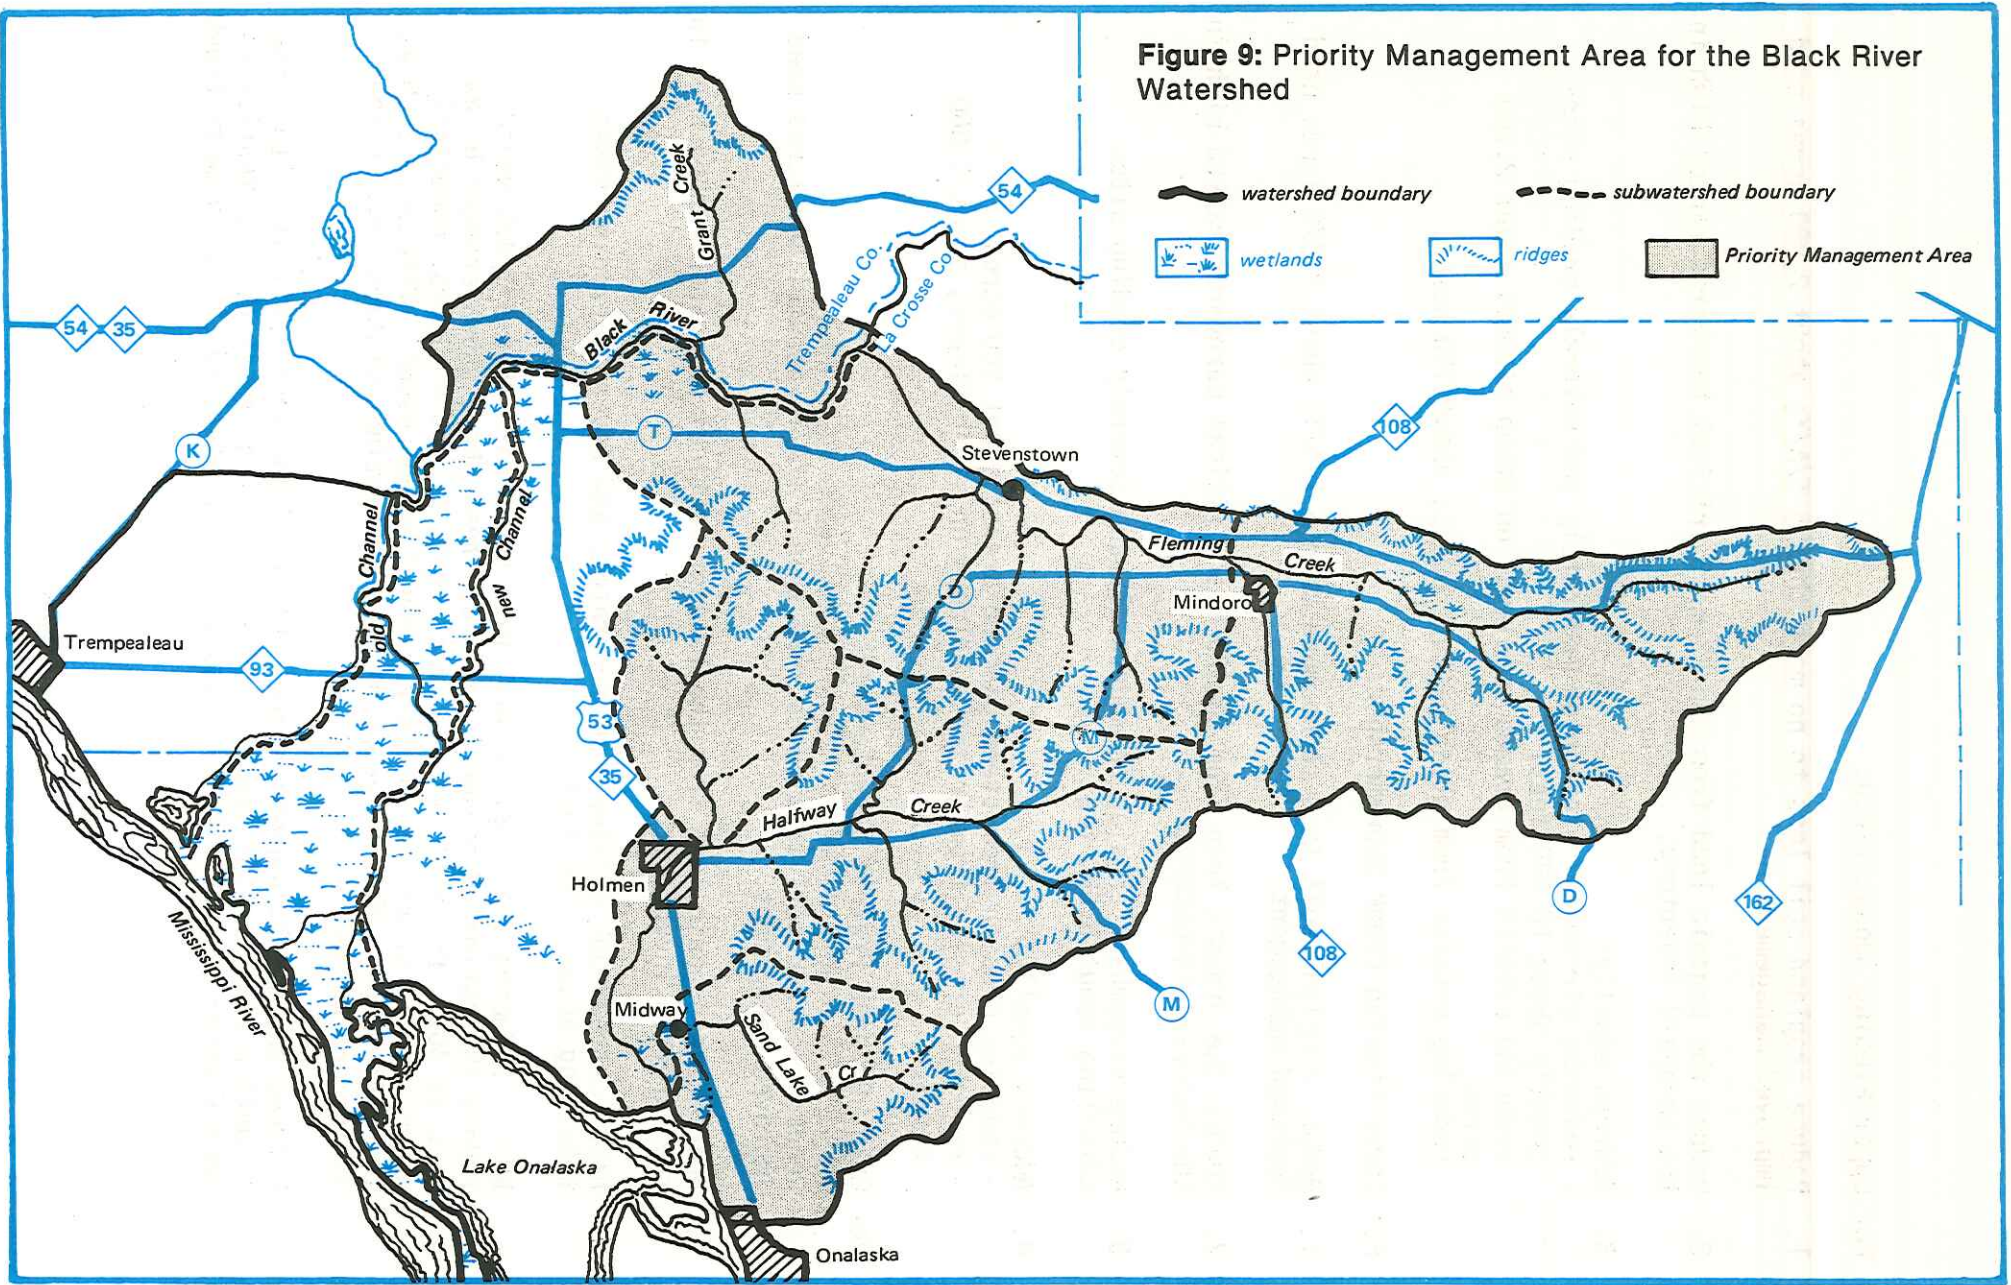 Figure 9: Priority Management Area for the Black River
Watershed
watershed boundary
subwatershed boundary
wetlands
ridges
Priority Management Area
54
Grant Creek
Trempealeau Co.
La Crosse Co.
54
35
Black River
K
T
108
Stevenstown
old Channel
new Channel
Fleming Creek
D
Mindoro
Trempealeau
93
53
M
35
Halfway Creek
Holmen
D
162
Mississippi River
108
M
Midway
Sand Lake Cr
Lake Onalaska
Onalaska